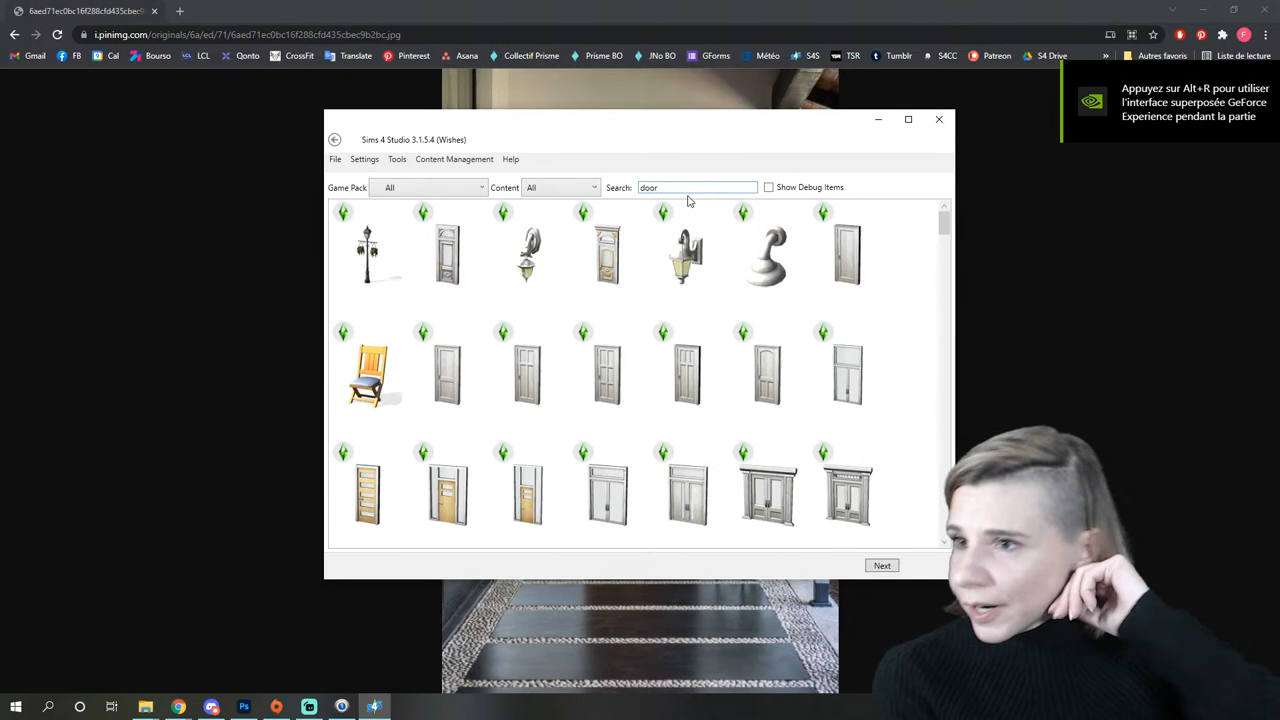 6aed71ec0bc16f288cfd435cbec9b2bc
i.pinimg.com/originals/6a/ed/71/6aed71ec0bc16f288cfd435cbec9b2bc.jpg
Gmail FB Cal Bourso LCL Qonto CrossFit Translate Pinterest Asana Collectif Prisme Prisme BO JNo BO GForms Météo S4S TSR Tumblr S4CC Patreon S4 Drive Autres favoris Liste de lecture
Appuyez sur Alt+R pour utiliser
l'interface superposée GeForce
Experience pendant la partie
Sims 4 Studio 3.1.5.4 (Wishes)
File Settings Tools Content Management Help
Game Pack All Content All Search: door Show Debug Items
Next